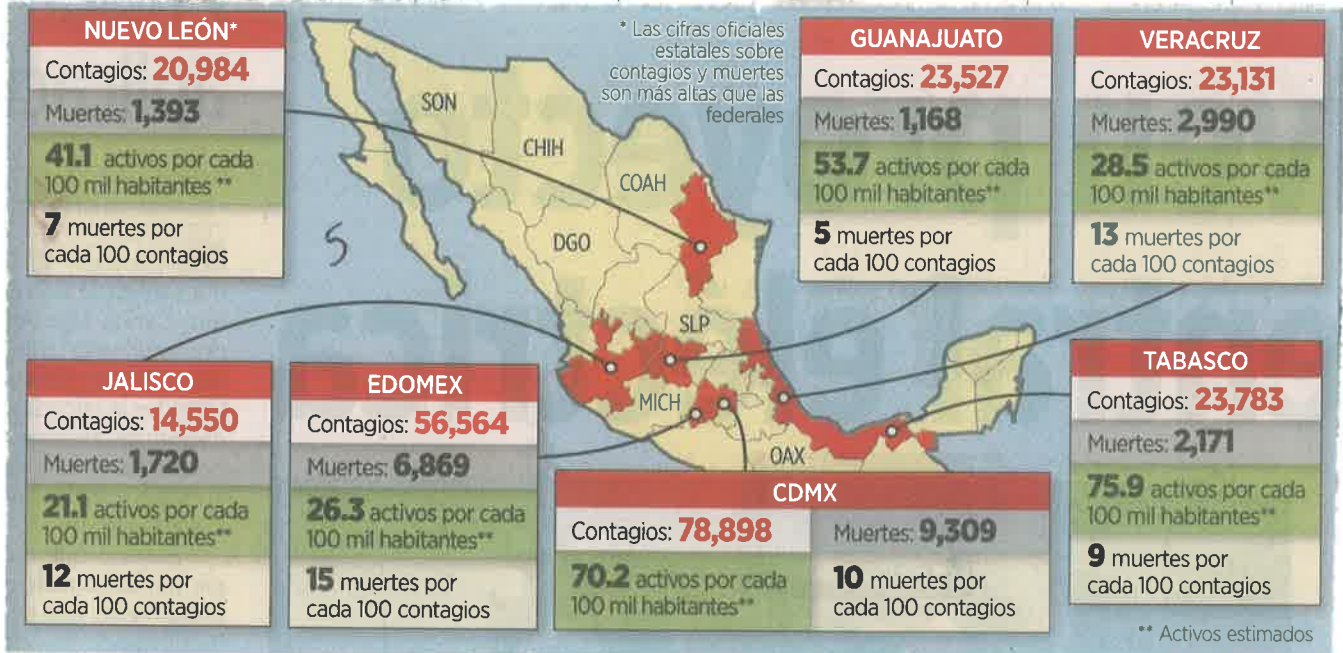 NUEVO LEÓN*
Contagios: 20,984
Muertes: 1,393
41.1 activos por cada
100 mil habitantes **
7 muertes por
cada 100 contagios
* Las cifras oficiales
estatales sobre
contagios y muertes
son más altas que las
federales
GUANAJUATO
Contagios: 23,527
Muertes: 1,168
53.7 activos por cada
100 mil habitantes**
5 muertes por
cada 100 contagios
VERACRUZ
Contagios: 23,131
Muertes: 2,990
28.5 activos por cada
100 mil habitantes**
13 muertes por
cada 100 contagios
SON
CHIH
COAH
DGO
SLP
MICH
OAX
5
JALISCO
Contagios: 14,550
Muertes: 1,720
21.1 activos por cada
100 mil habitantes**
12 muertes por
cada 100 contagios
EDOMEX
Contagios: 56,564
Muertes: 6,869
26.3 activos por cada
100 mil habitantes**
15 muertes por
cada 100 contagios
CDMX
Contagios: 78,898
Muertes: 9,309
70.2 activos por cada
100 mil habitantes**
10 muertes por
cada 100 contagios
TABASCO
Contagios: 23,783
Muertes: 2,171
75.9 activos por cada
100 mil habitantes**
9 muertes por
cada 100 contagios
** Activos estimados